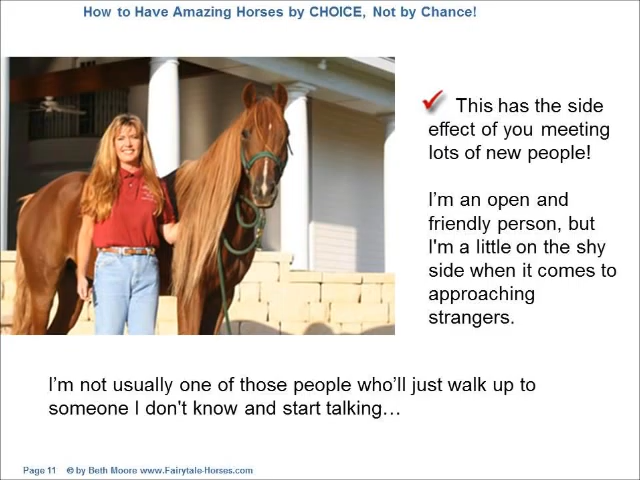 How to Have Amazing Horses by CHOICE, Not by Chance!
This has the side
effect of you meeting
lots of new people!
I'm an open and
friendly person, but
I'm a little on the shy
side when it comes to
approaching
strangers.
I'm not usually one of those people who'll just walk up to
someone I don't know and start talking…
Page 11 © by Beth Moore www.Fairytale-Horses.com